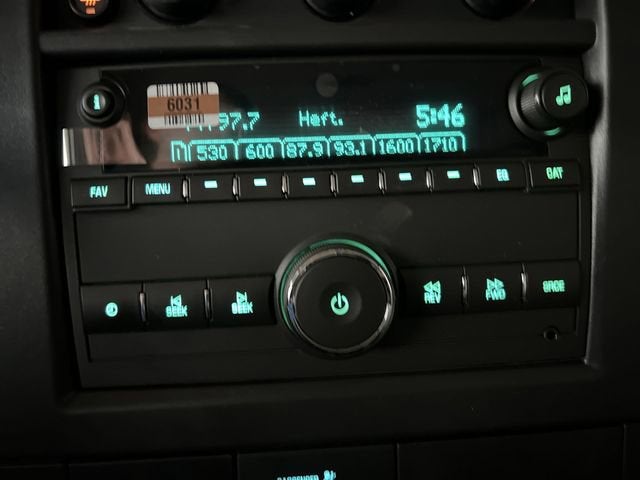 6031
97.7 Heft. 5:46
530 600 87.9 93.1 1600 1710
FAV MENU EQ CAT
SEEK SEEK REV FWD